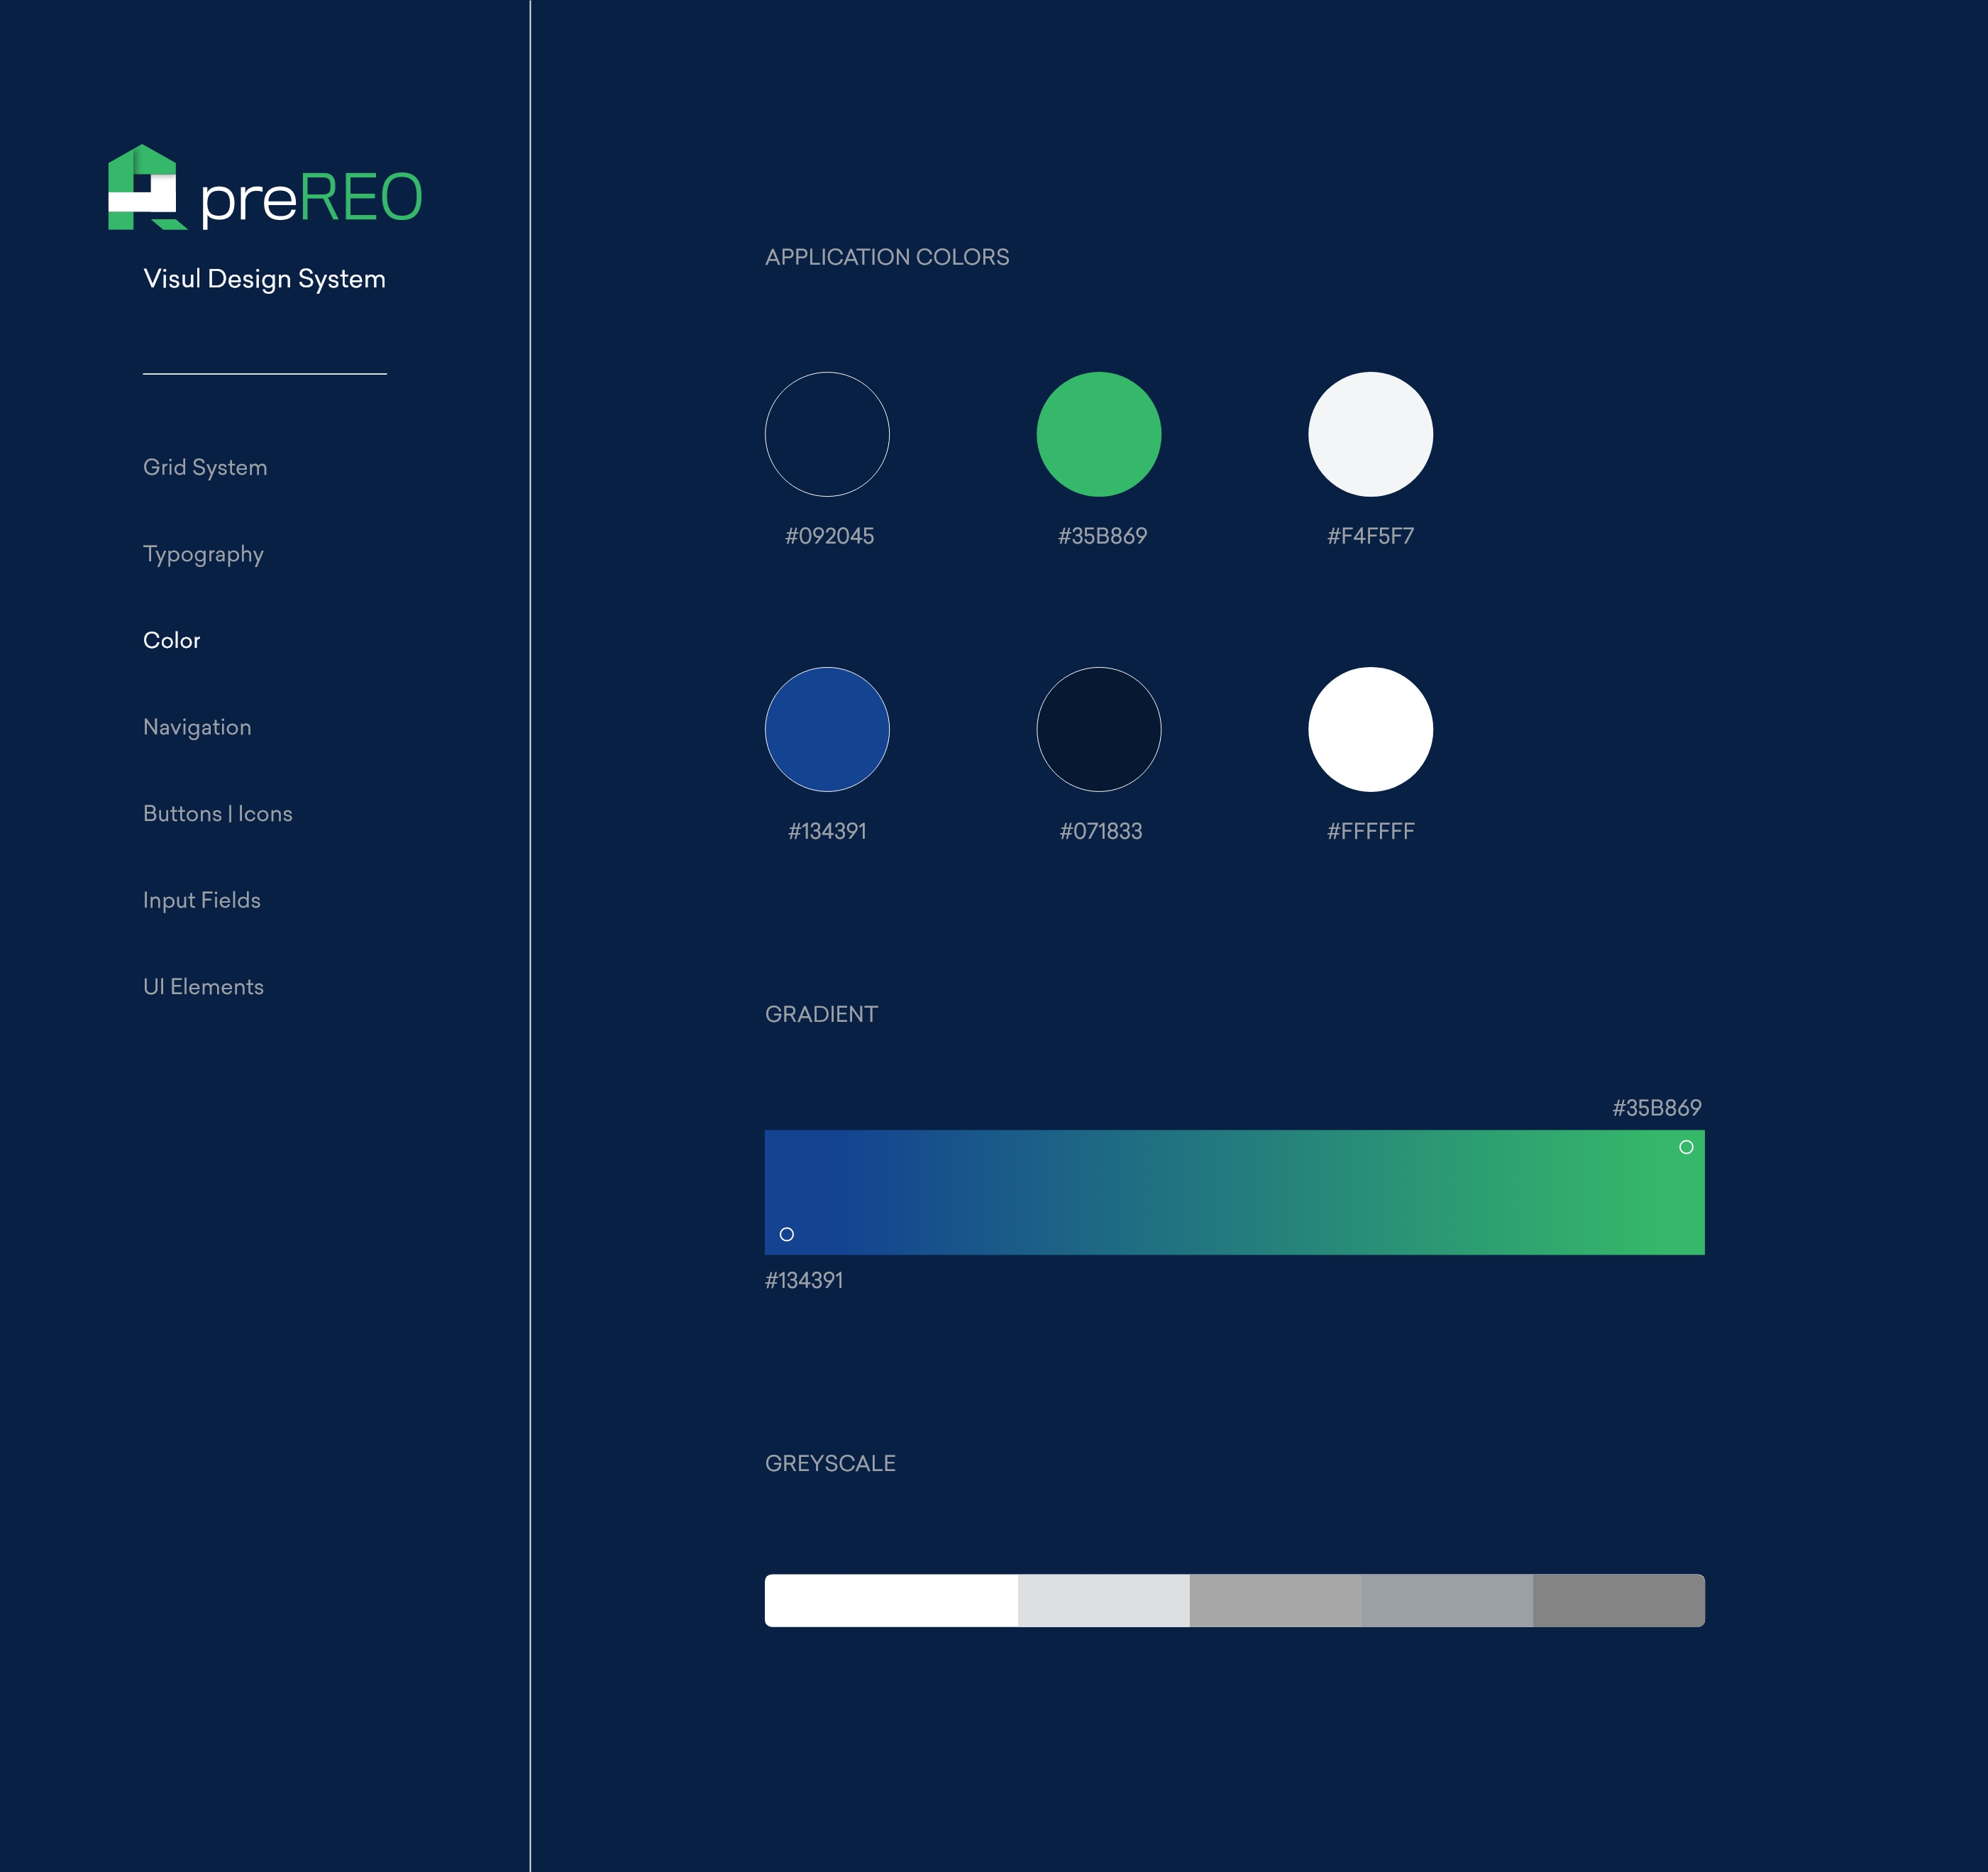 preREO
Visul Design System
Grid System
Typography
Color
Navigation
Buttons | Icons
Input Fields
UI Elements
APPLICATION COLORS
#092045
#35B869
#F4F5F7
#134391
#071833
#FFFFFF
GRADIENT
#35B869
#134391
GREYSCALE